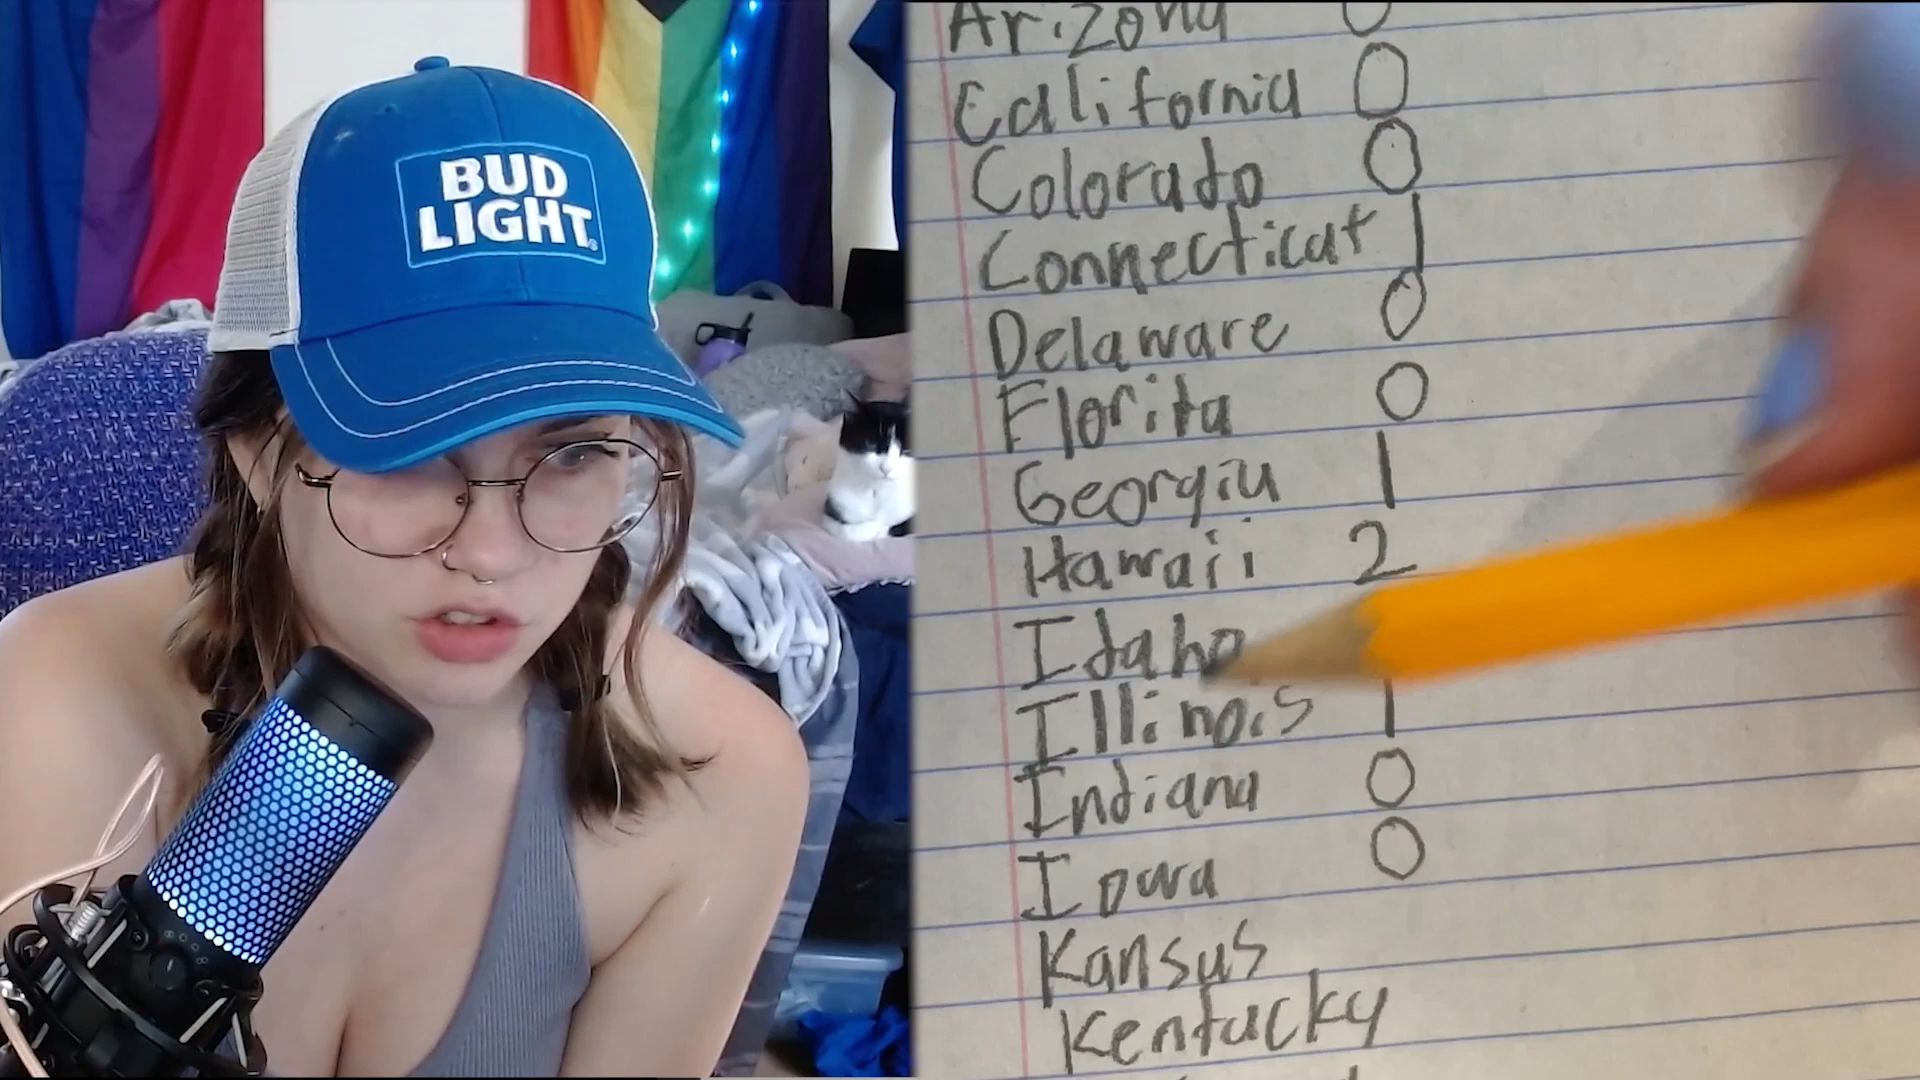 BUD
LIGHT
Arizona 0
California 0
Colorado 0
Connecticut 1
Delaware 0
Florita 0
Georgia 1
Hawaii 2
Idaho
Illinois 1
Indiana 0
Iowa 0
Kansus
Kentucky